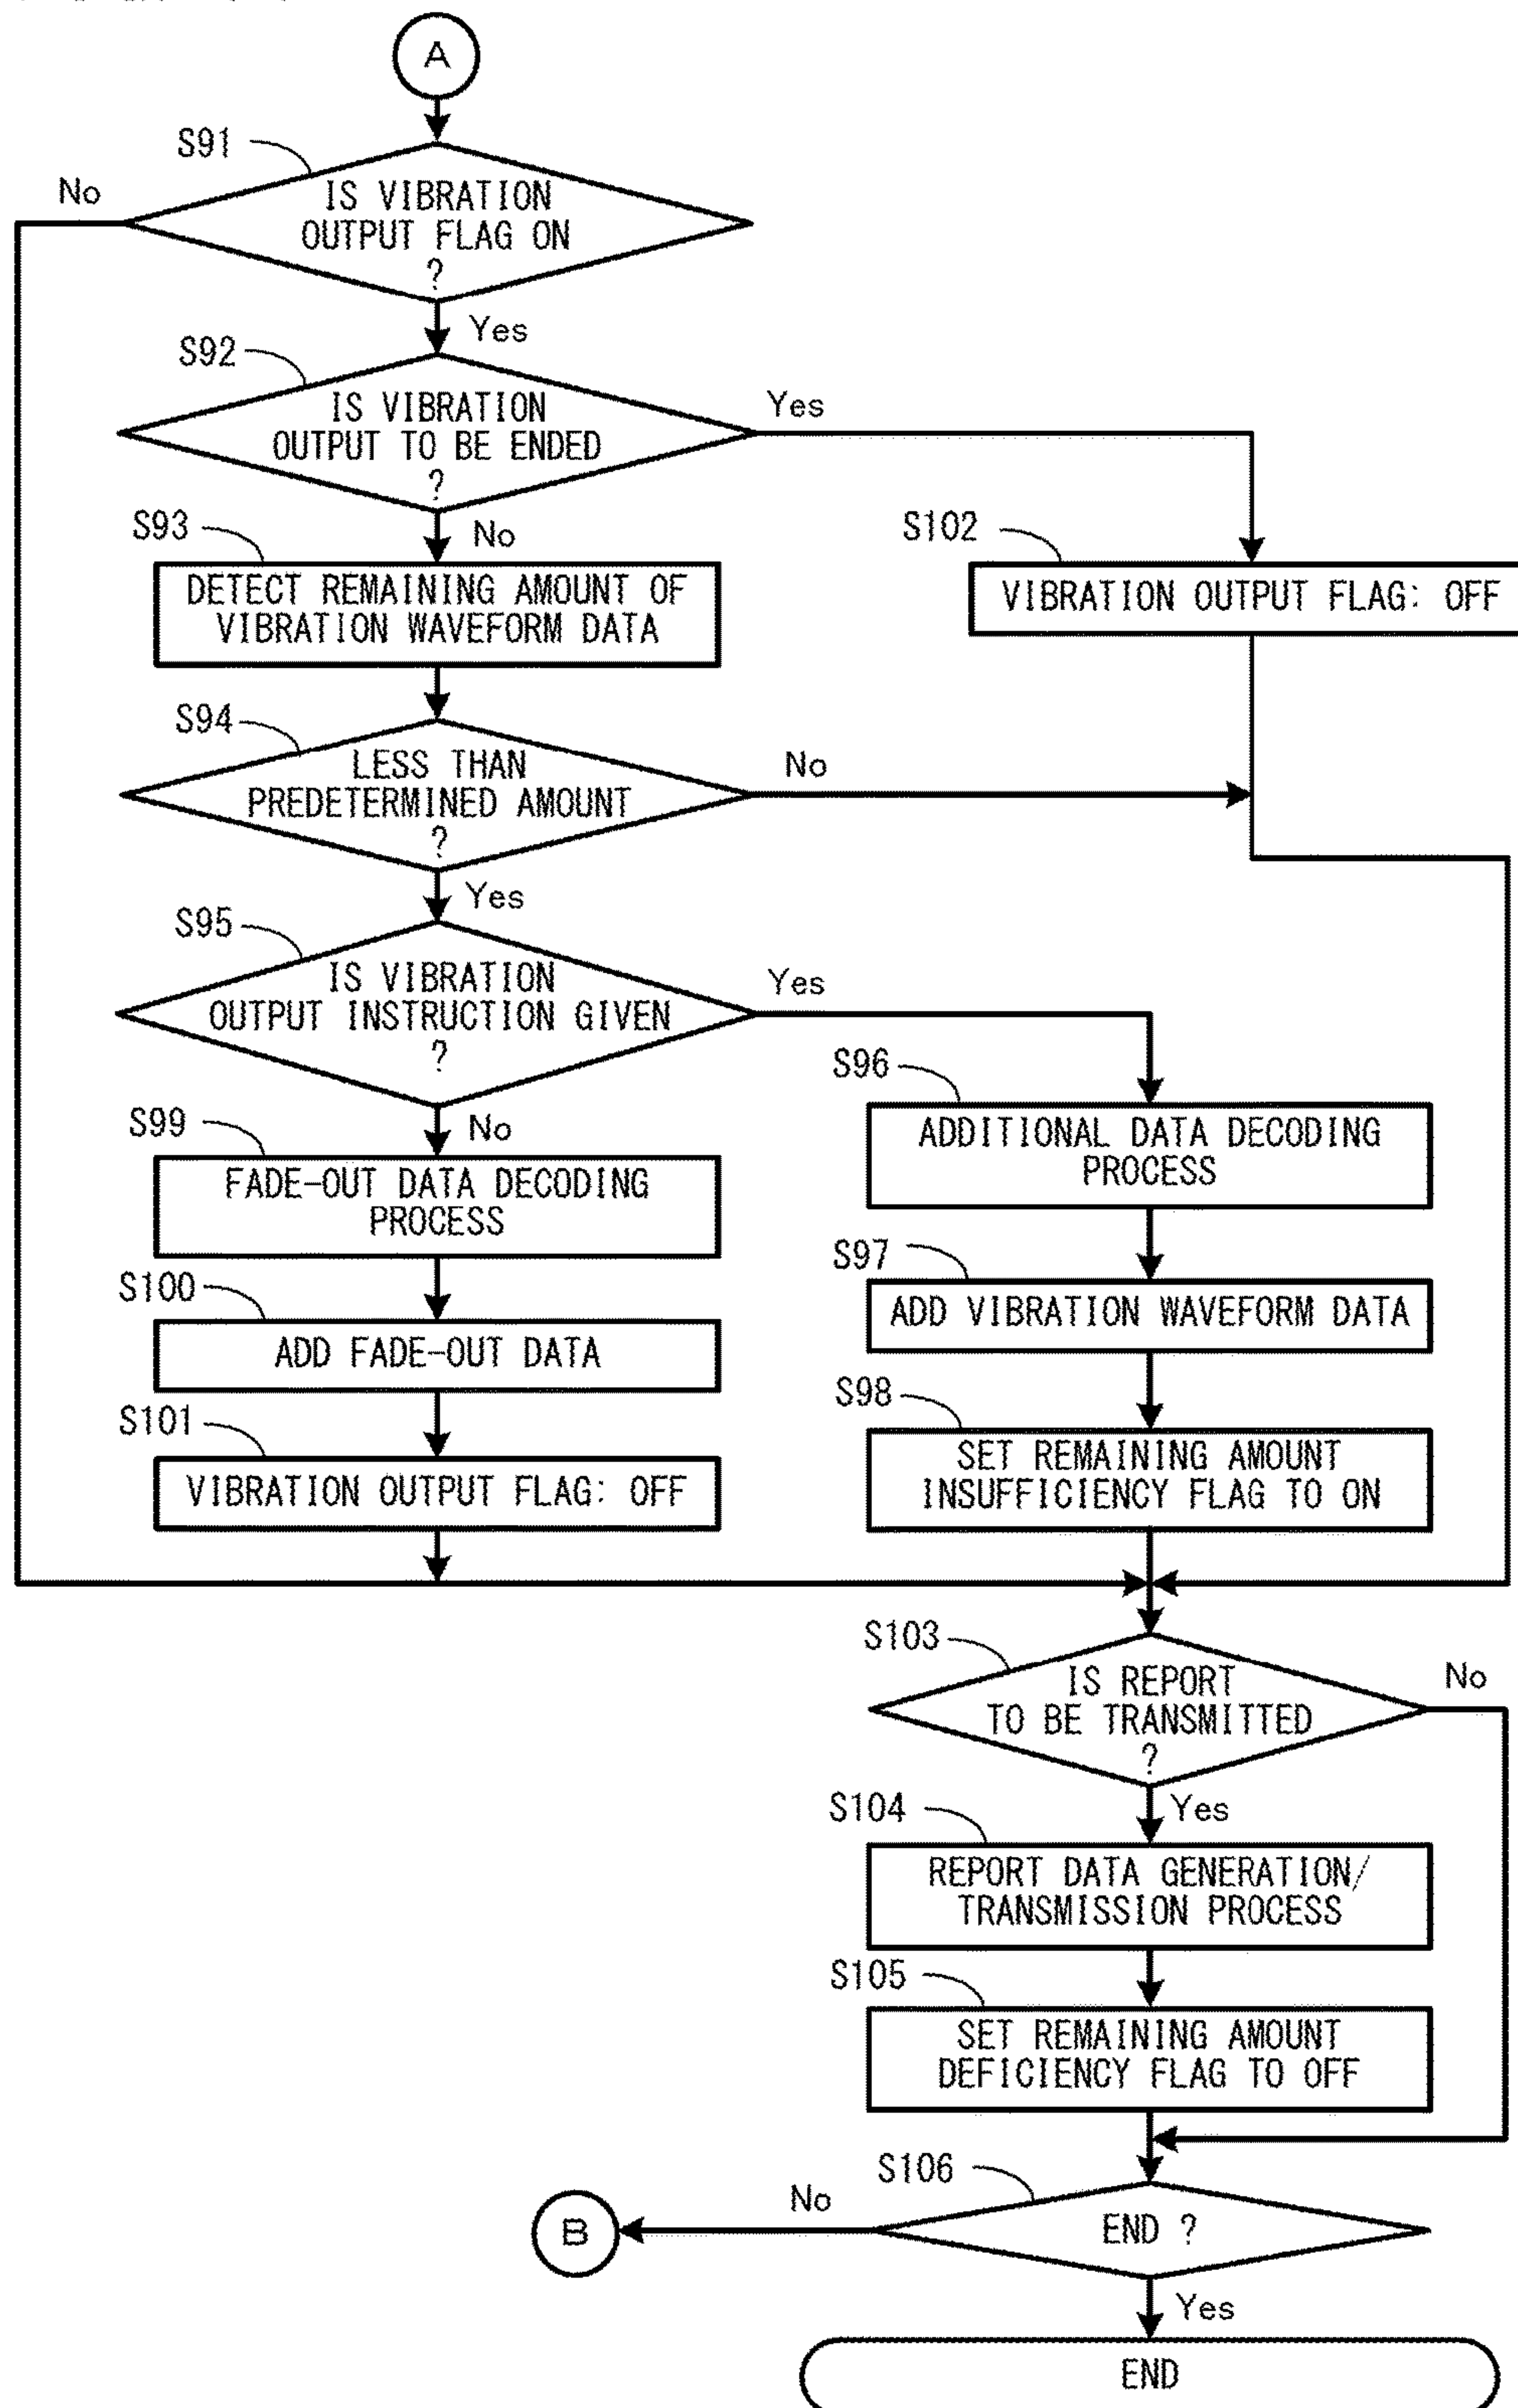 A
S91
No
IS VIBRATION
OUTPUT FLAG ON
?
Yes
S92
IS VIBRATION
OUTPUT TO BE ENDED
?
Yes
No
S93
DETECT REMAINING AMOUNT OF
VIBRATION WAVEFORM DATA
S102
VIBRATION OUTPUT FLAG: OFF
S94
LESS THAN
PREDETERMINED AMOUNT
?
No
Yes
S95
IS VIBRATION
OUTPUT INSTRUCTION GIVEN
?
Yes
No
S96
ADDITIONAL DATA DECODING
PROCESS
S99
FADE-OUT DATA DECODING
PROCESS
S97
ADD VIBRATION WAVEFORM DATA
S100
ADD FADE-OUT DATA
S98
SET REMAINING AMOUNT
INSUFFICIENCY FLAG TO ON
S101
VIBRATION OUTPUT FLAG: OFF
S103
IS REPORT
TO BE TRANSMITTED
?
No
Yes
S104
REPORT DATA GENERATION/
TRANSMISSION PROCESS
S105
SET REMAINING AMOUNT
DEFICIENCY FLAG TO OFF
S106
END ?
No
B
Yes
END